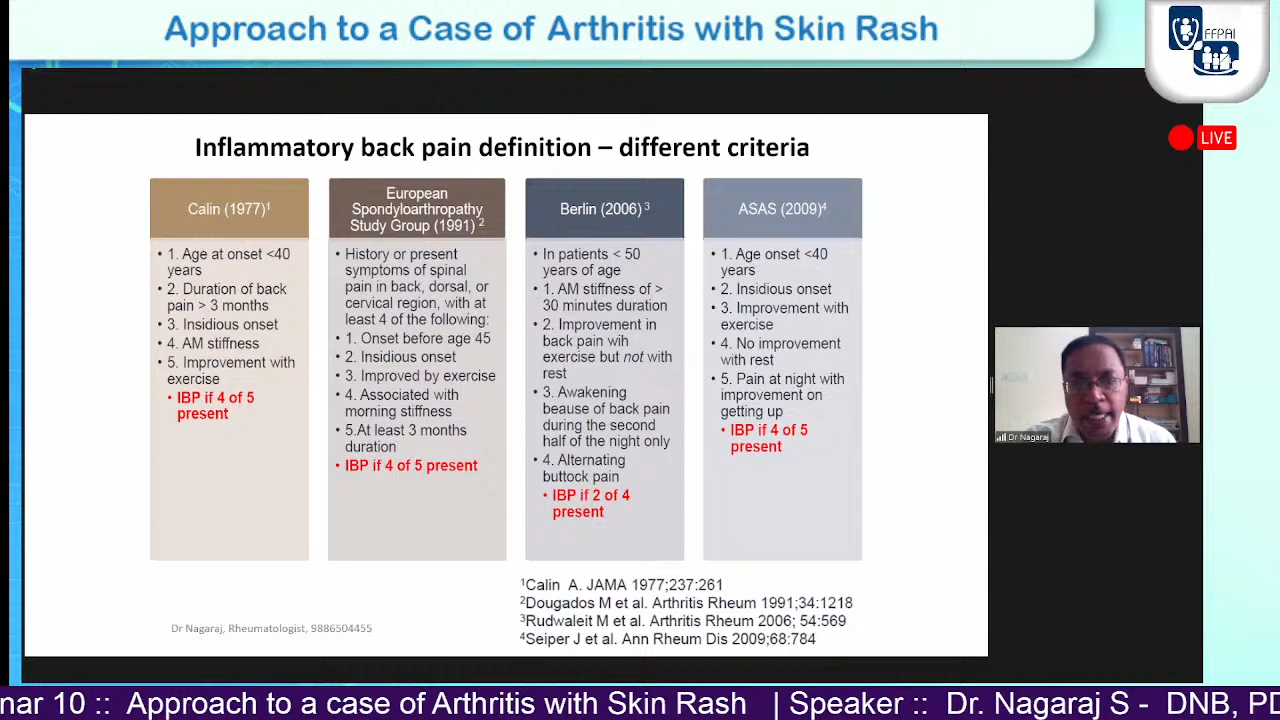 Approach to a Case of Arthritis with Skin Rash
FFPAI
LIVE
Inflammatory back pain definition – different criteria
Calin (1977)¹
• 1. Age at onset <40
years
• 2. Duration of back
pain > 3 months
• 3. Insidious onset
• 4. AM stiffness
• 5. Improvement with
exercise
• IBP if 4 of 5
present
European
Spondyloarthropathy
Study Group (1991) ²
• History or present
symptoms of spinal
pain in back, dorsal, or
cervical region, with at
least 4 of the following:
• 1. Onset before age 45
• 2. Insidious onset
• 3. Improved by exercise
• 4. Associated with
morning stiffness
• 5.At least 3 months
duration
• IBP if 4 of 5 present
Berlin (2006) ³
• In patients < 50
years of age
• 1. AM stiffness of >
30 minutes duration
• 2. Improvement in
back pain wih
exercise but not with
rest
• 3. Awakening
beause of back pain
during the second
half of the night only
• 4. Alternating
buttock pain
• IBP if 2 of 4
present
ASAS (2009)⁴
• 1. Age onset <40
years
• 2. Insidious onset
• 3. Improvement with
exercise
• 4. No improvement
with rest
• 5. Pain at night with
improvement on
getting up
• IBP if 4 of 5
present
¹Calin A. JAMA 1977;237:261
²Dougados M et al. Arthritis Rheum 1991;34:1218
³Rudwaleit M et al. Arthritis Rheum 2006; 54:569
⁴Seiper J et al. Ann Rheum Dis 2009;68:784
Dr Nagaraj, Rheumatologist, 9886504455
Dr Nagaraj
nar 10 :: Approach to a case of Arthritis with Skin Rash | Speaker :: Dr. Nagaraj S - DNB, PD